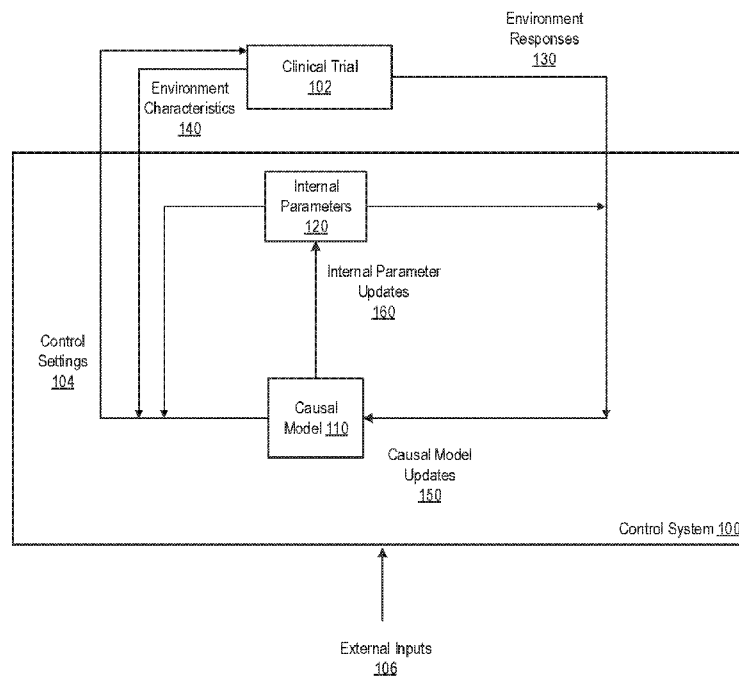 Environment
Responses
130
Clinical Trial
102
Environment
Characteristics
140
Internal
Parameters
120
Internal Parameter
Updates
160
Control
Settings
104
Causal
Model 110
Causal Model
Updates
150
Control System 100
External Inputs
106